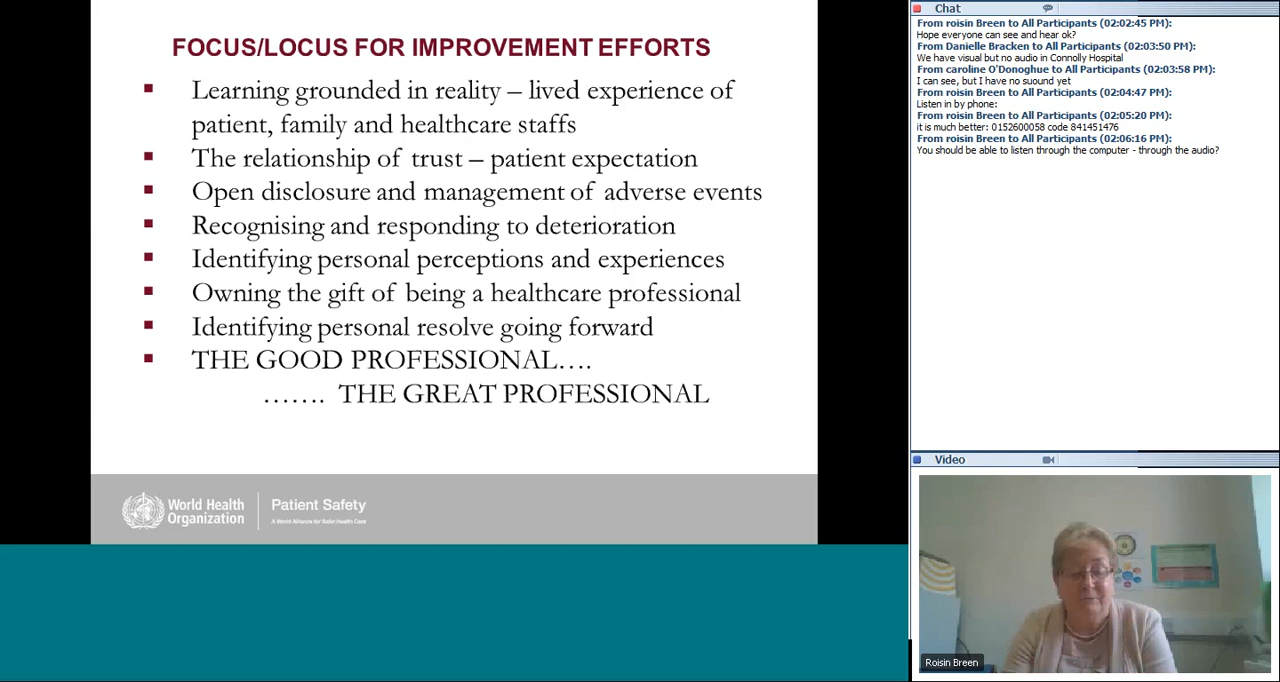 FOCUS/LOCUS FOR IMPROVEMENT EFFORTS
▪ Learning grounded in reality – lived experience of
patient, family and healthcare staffs
▪ The relationship of trust – patient expectation
▪ Open disclosure and management of adverse events
▪ Recognising and responding to deterioration
▪ Identifying personal perceptions and experiences
▪ Owning the gift of being a healthcare professional
▪ Identifying personal resolve going forward
▪ THE GOOD PROFESSIONAL….
……. THE GREAT PROFESSIONAL
World Health
Organization
Patient Safety
A World Alliance for Safer Health Care
Chat
From roisin Breen to All Participants (02:02:45 PM):
Hope everyone can see and hear ok?
From Danielle Bracken to All Participants (02:03:50 PM):
We have visual but no audio in Connolly Hospital
From caroline O'Donoghue to All Participants (02:03:58 PM):
I can see, but I have no suound yet
From roisin Breen to All Participants (02:04:47 PM):
Listen in by phone:
From roisin Breen to All Participants (02:05:20 PM):
it is much better: 0152600058 code 841451476
From roisin Breen to All Participants (02:06:16 PM):
You should be able to listen through the computer - through the audio?
Video
Roisin Breen